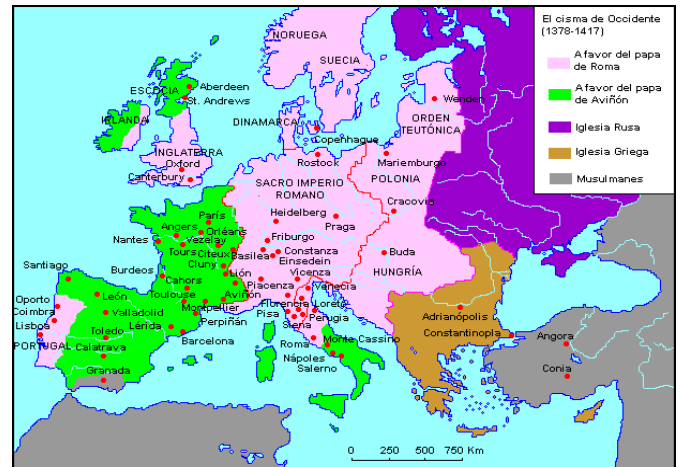 El cisma de Occidente
(1378-1417)
A favor del papa
de Roma
A favor del papa
de Aviñón
Iglesia Rusa
Iglesia Griega
Musulmanes
NORUEGA
SUECIA
ESCOCIA
Aberdeen
St. Andrews
IRLANDA
DINAMARCA
Copenhague
Wenden
ORDEN
TEUTÓNICA
INGLATERRA
Oxford
Canterbury
Rostock
Mariemburgo
POLONIA
SACRO IMPERIO
ROMANO
Cracovia
París
Heidelberg
Praga
Angers
Orléans
Nantes
Vezelay
Friburgo
Tours
Citeux
Basilea
Constanza
Einsedein
Buda
Cluny
HUNGRÍA
Santiago
Burdeos
Lión
Vicenza
Cahors
Piacenza
Venecia
León
Toulouse
Aviñón
Florencia
Loreto
Oporto
Coimbra
Valladolid
Montpellier
Pisa
Perugia
Adrianópolis
Lisboa
Toledo
Lérida
Perpiñán
Siena
Constantinopla
PORTUGAL
Calatrava
Barcelona
Roma
Monte Cassino
Angora
Granada
Nápoles
Salerno
Conia
0 250 500 750 Km